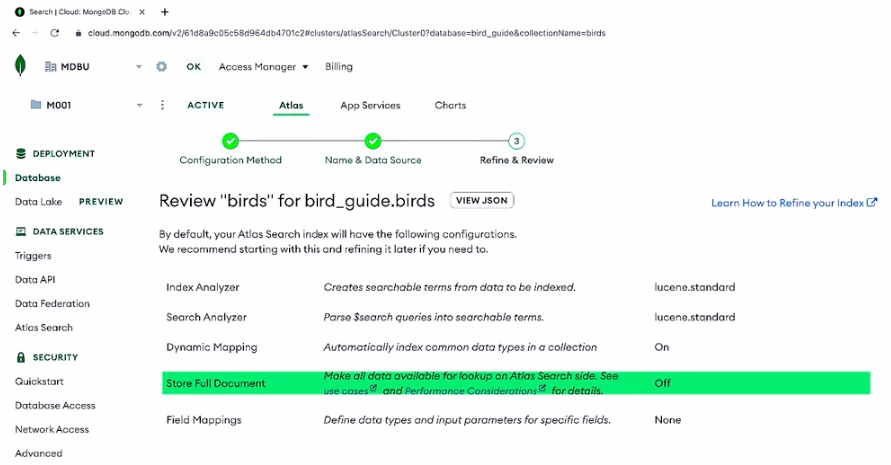 Search | Cloud: MongoDB Clo
cloud.mongodb.com/v2/61d8a9c05c58d964db4701c2#clusters/atlasSearch/Cluster0?database=bird_guide&collectionName=birds
MDBU OK Access Manager Billing
M001 ACTIVE Atlas App Services Charts
3
Configuration Method Name & Data Source Refine & Review
DEPLOYMENT
Database
Data Lake PREVIEW
DATA SERVICES
Triggers
Data API
Data Federation
Atlas Search
SECURITY
Quickstart
Database Access
Network Access
Advanced
Review "birds" for bird_guide.birds VIEW JSON
Learn How to Refine your Index
By default, your Atlas Search index will have the following configurations.
We recommend starting with this and refining it later if you need to.
Index Analyzer Creates searchable terms from data to be indexed. lucene.standard
Search Analyzer Parse $search queries into searchable terms. lucene.standard
Dynamic Mapping Automatically index common data types in a collection On
Store Full Document Make all data available for lookup on Atlas Search side. See Off
use cases and Performance Considerations for details.
Field Mappings Define data types and input parameters for specific fields. None